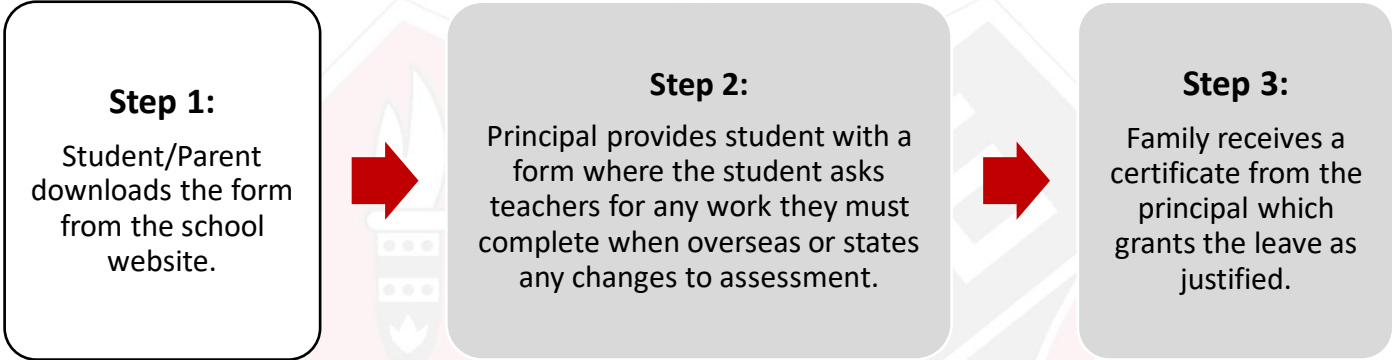 Step 1:
Student/Parent
downloads the form
from the school
website.
Step 2:
Principal provides student with a
form where the student asks
teachers for any work they must
complete when overseas or states
any changes to assessment.
Step 3:
Family receives a
certificate from the
principal which
grants the leave as
justified.